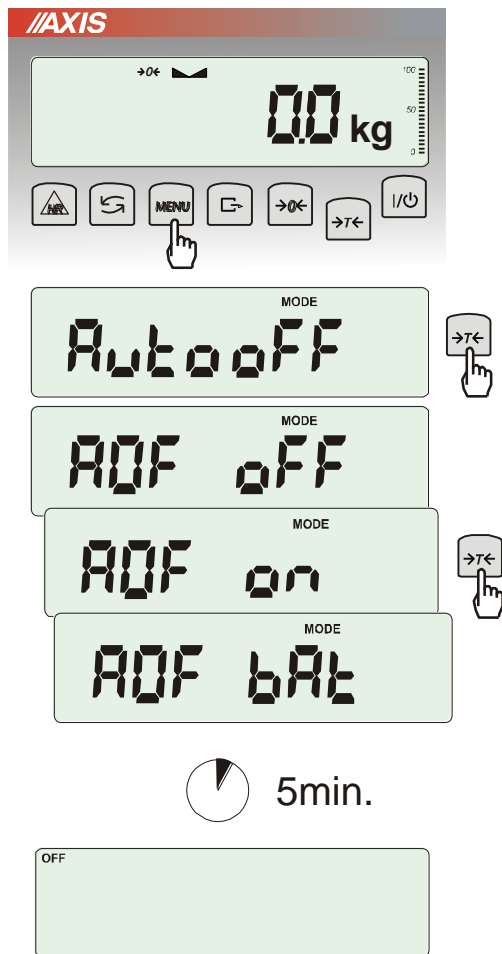 AXIS
→0←
100
0.0 kg
50
0
HR MENU →0← →T← I/
MODE
AutooFF
→T←
MODE
AOF oFF
MODE
AOF on
→T←
MODE
AOF bAt
5min.
OFF